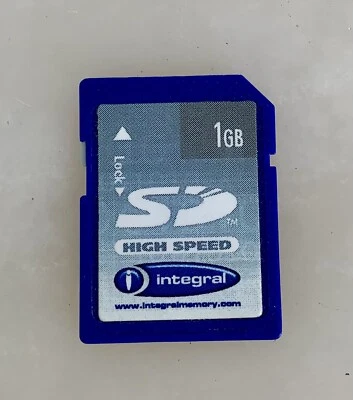 1GB
Lock
SD
TM
HIGH SPEED
i integral
www.integralmemory.com